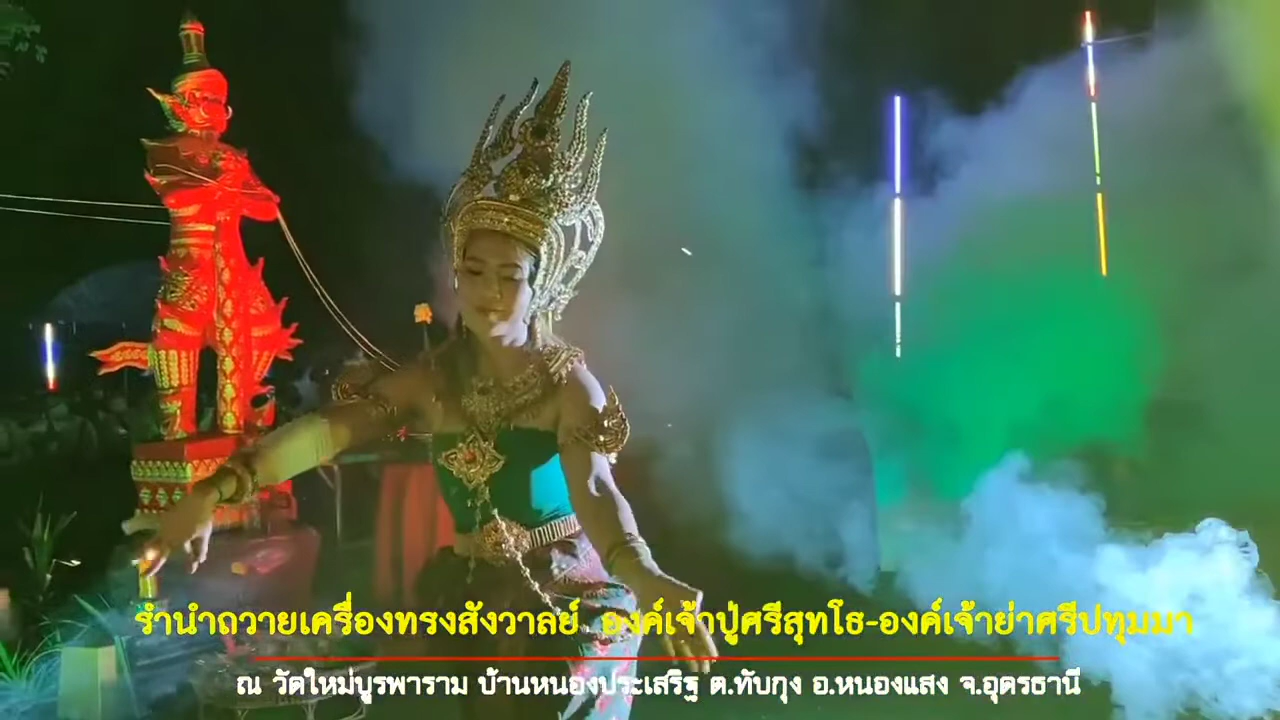 รำนำถวายเครื่องทรงสังวาลย์ องค์เจ้าปู่ศรีสุทโธ-องค์เจ้าย่าศรีปทุมมา
ณ วัดใหม่บูรพาราม บ้านหนองประเสริฐ ต.ทับกุง อ.หนองแสง จ.อุดรธานี